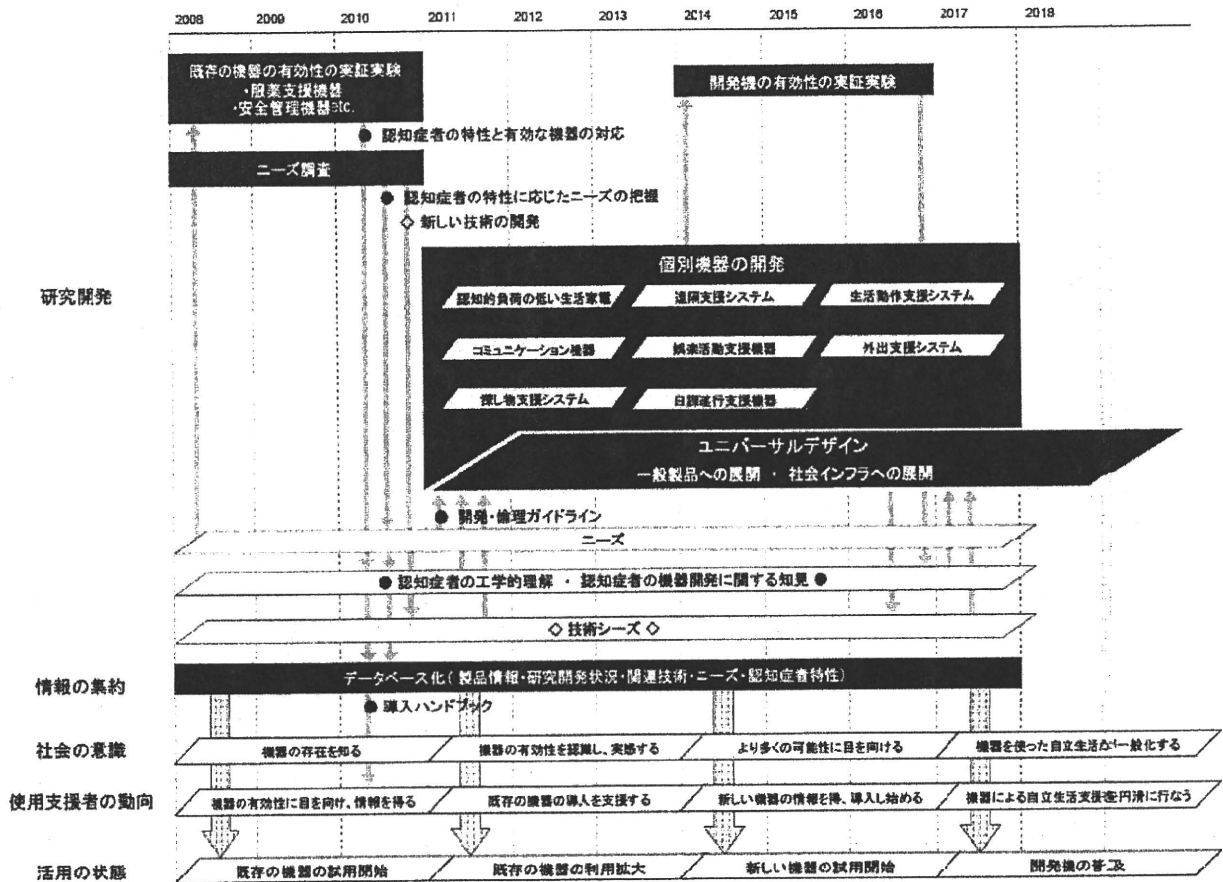 2008 2009 2010 2011 2012 2013 2014 2015 2016 2017 2018
既存の機器の有効性の実証実験
・服薬支援機器
・安全管理機器etc.
開発機の有効性の実証実験
● 認知症者の特性と有効な機器の対応
ニーズ調査
● 認知症者の特性に応じたニーズの把握
◇ 新しい技術の開発
研究開発
個別機器の開発
認知的負荷の低い生活家電 遠隔支援システム 生活動作支援システム
コミュニケーション機器 娯楽活動支援機器 外出支援システム
探し物支援システム 日課遂行支援機器
ユニバーサルデザイン
一般製品への展開 ・ 社会インフラへの展開
● 開発・倫理ガイドライン
ニーズ
● 認知症者の工学的理解 ・ 認知症者の機器開発に関する知見 ●
◇ 技術シーズ ◇
情報の集約
データベース化( 製品情報・研究開発状況・関連技術・ニーズ・認知症者特性)
● 導入ハンドブック
社会の意識
機器の存在を知る 機器の有効性を認識し、実感する より多くの可能性に目を向ける 機器を使った自立生活が一般化する
使用支援者の動向
機器の有効性に目を向け、情報を得る 既存の機器の導入を支援する 新しい機器の情報を得、導入し始める 機器による自立生活支援を円滑に行なう
活用の状態
既存の機器の試用開始 既存の機器の利用拡大 新しい機器の試用開始 開発機の普及